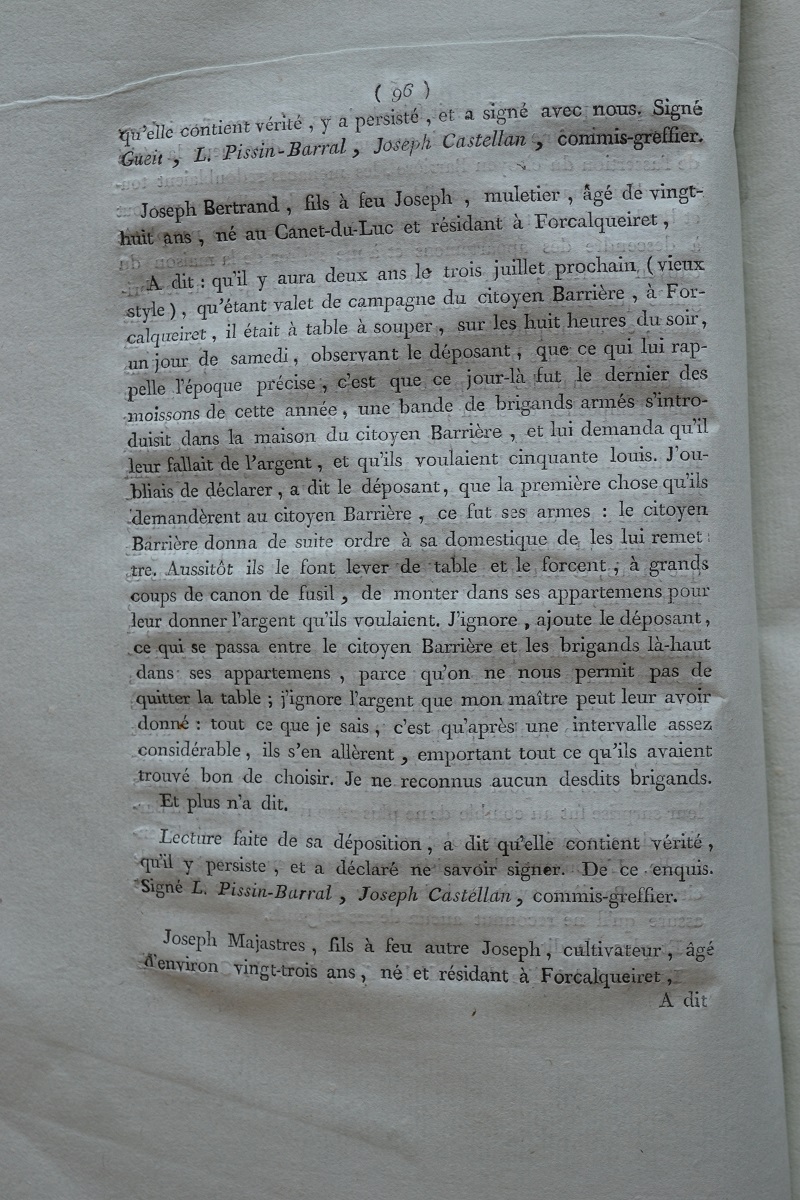 ( 96 )
qu'elle contient vérité , y a persisté , et a signé avec nous. Signé
Gueit , L. Pissin-Barral , Joseph Castellan , commis-greffier.
Joseph Bertrand , fils à feu Joseph , muletier , âgé de vingt-
huit ans , né au Canet-du-Luc et résidant à Forcalqueiret ,
A dit : qu'il y aura deux ans le trois juillet prochain (vieux
style ) , qu'étant valet de campagne du citoyen Barrière , à For-
calqueiret , il était à table à souper , sur les huit heures du soir,
un jour de samedi , observant le déposant , que ce qui lui rap-
pelle l'époque précise , c'est que ce jour-là fut le dernier des
moissons de cette année , une bande de brigands armés s'intro-
duisit dans la maison du citoyen Barrière , et lui demanda qu'il
leur fallait de l'argent , et qu'ils voulaient cinquante louis. J'ou-
bliais de déclarer , a dit le déposant , que la première chose qu'ils
demandèrent au citoyen Barrière , ce fut ses armes : le citoyen
Barrière donna de suite ordre à sa domestique de les lui remet-
tre. Aussitôt ils le font lever de table et le forcent , à grands
coups de canon de fusil , de monter dans ses appartemens pour
leur donner l'argent qu'ils voulaient. J'ignore , ajoute le déposant ,
ce qui se passa entre le citoyen Barrière et les brigands là-haut
dans ses appartemens , parce qu'on ne nous permit pas de
quitter la table ; j'ignore l'argent que mon maître peut leur avoir
donné : tout ce que je sais , c'est qu'après une intervalle assez
considérable , ils s'en allèrent , emportant tout ce qu'ils avaient
trouvé bon de choisir. Je ne reconnus aucun desdits brigands.
Et plus n'a dit.
Lecture faite de sa déposition , a dit qu'elle contient vérité ,
qu'il y persiste , et a déclaré ne savoir signer. De ce enquis.
Signé L. Pissin-Barral , Joseph Castellan , commis-greffier.
Joseph Majastres , fils à feu autre Joseph , cultivateur , âgé
d'environ vingt-trois ans , né et résidant à Forcalqueiret ,
A dit